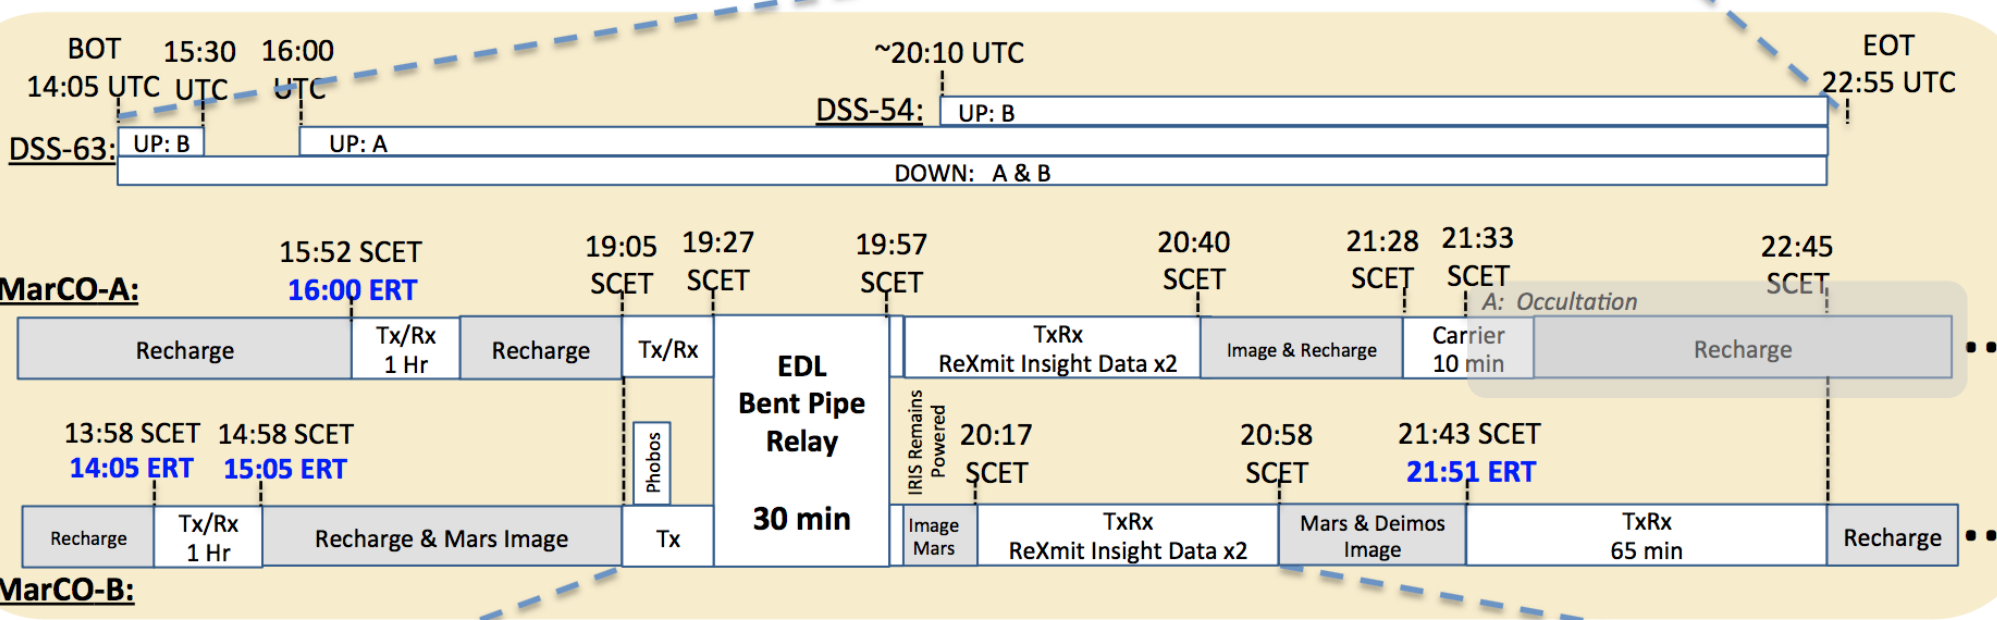 BOT
14:05 UTC
15:30
UTC
16:00
UTC
~20:10 UTC
EOT
22:55 UTC
DSS-54:
UP: B
DSS-63:
UP: B
UP: A
DOWN: A & B
15:52 SCET
16:00 ERT
19:05
SCET
19:27
SCET
19:57
SCET
20:40
SCET
21:28
SCET
21:33
SCET
22:45
SCET
MarCO-A:
A: Occultation
Recharge
Tx/Rx
1 Hr
Recharge
Tx/Rx
EDL
Bent Pipe
Relay
30 min
TxRx
ReXmit Insight Data x2
Image & Recharge
Carrier
10 min
Recharge
13:58 SCET
14:05 ERT
14:58 SCET
15:05 ERT
Phobos
IRIS Remains
Powered
20:17
SCET
20:58
SCET
21:43 SCET
21:51 ERT
Recharge
Tx/Rx
1 Hr
Recharge & Mars Image
Tx
Image
Mars
TxRx
ReXmit Insight Data x2
Mars & Deimos
Image
TxRx
65 min
Recharge
MarCO-B: